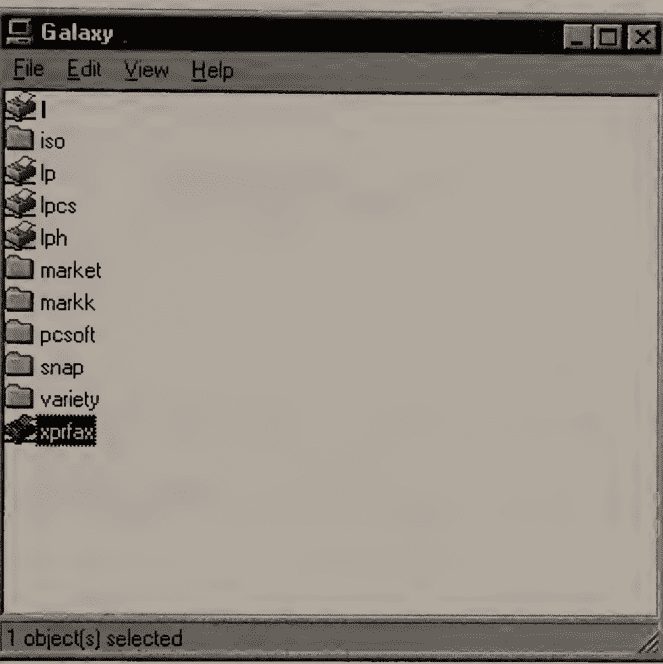 Galaxy
File Edit View Help
l
iso
lp
lpcs
lph
market
markk
pcsoft
snap
variety
xprfax
1 object(s) selected